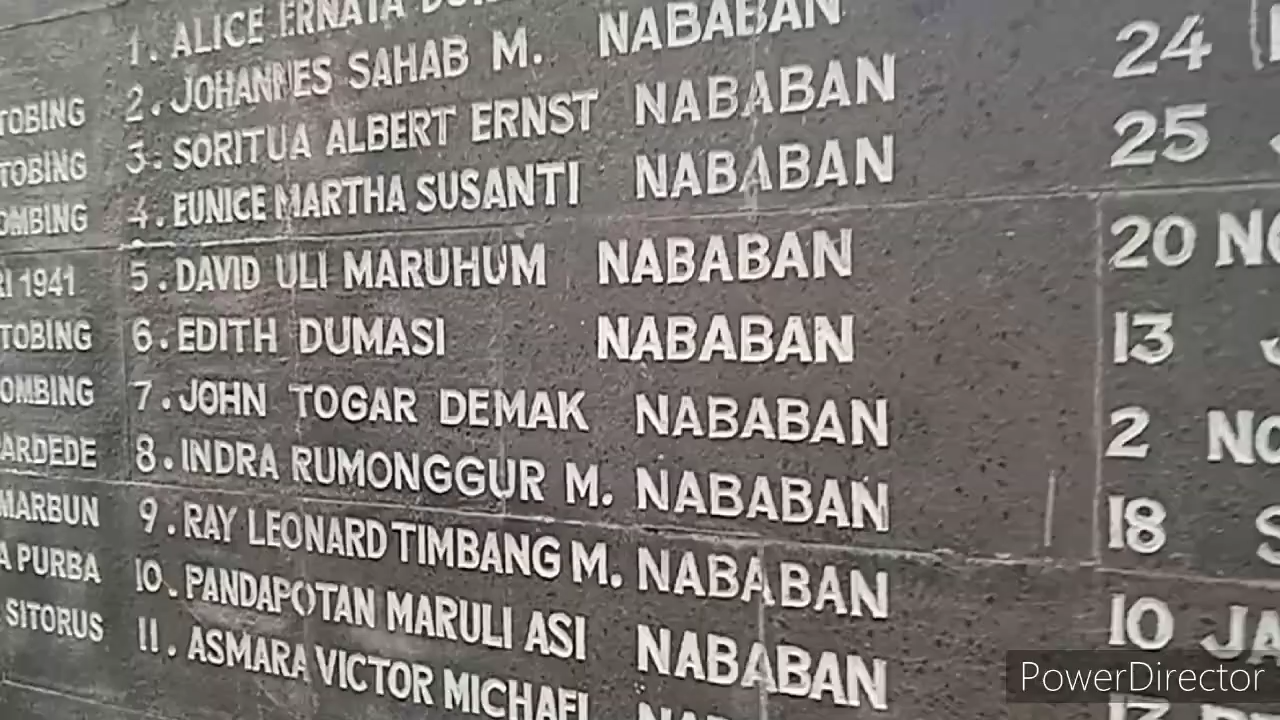 1. ALICE ERNATA
TOBING 2. JOHANNES SAHAB M. NABABAN 24
TOBING 3. SORITUA ALBERT ERNST NABABAN 25
OMBING 4. EUNICE MARTHA SUSANTI NABABAN
RI 1941 5. DAVID ULI MARUHUM NABABAN 20 NO
TOBING 6. EDITH DUMASI NABABAN 13
OMBING 7. JOHN TOGAR DEMAK NABABAN 2 NO
ARDEDE 8. INDRA RUMONGGUR M. NABABAN 18 S
MARBUN 9. RAY LEONARD TIMBANG M. NABABAN
A PURBA 10. PANDAPOTAN MARULI ASI NABABAN 10 JA
SITORUS 11. ASMARA VICTOR MICHAEL
PowerDirector